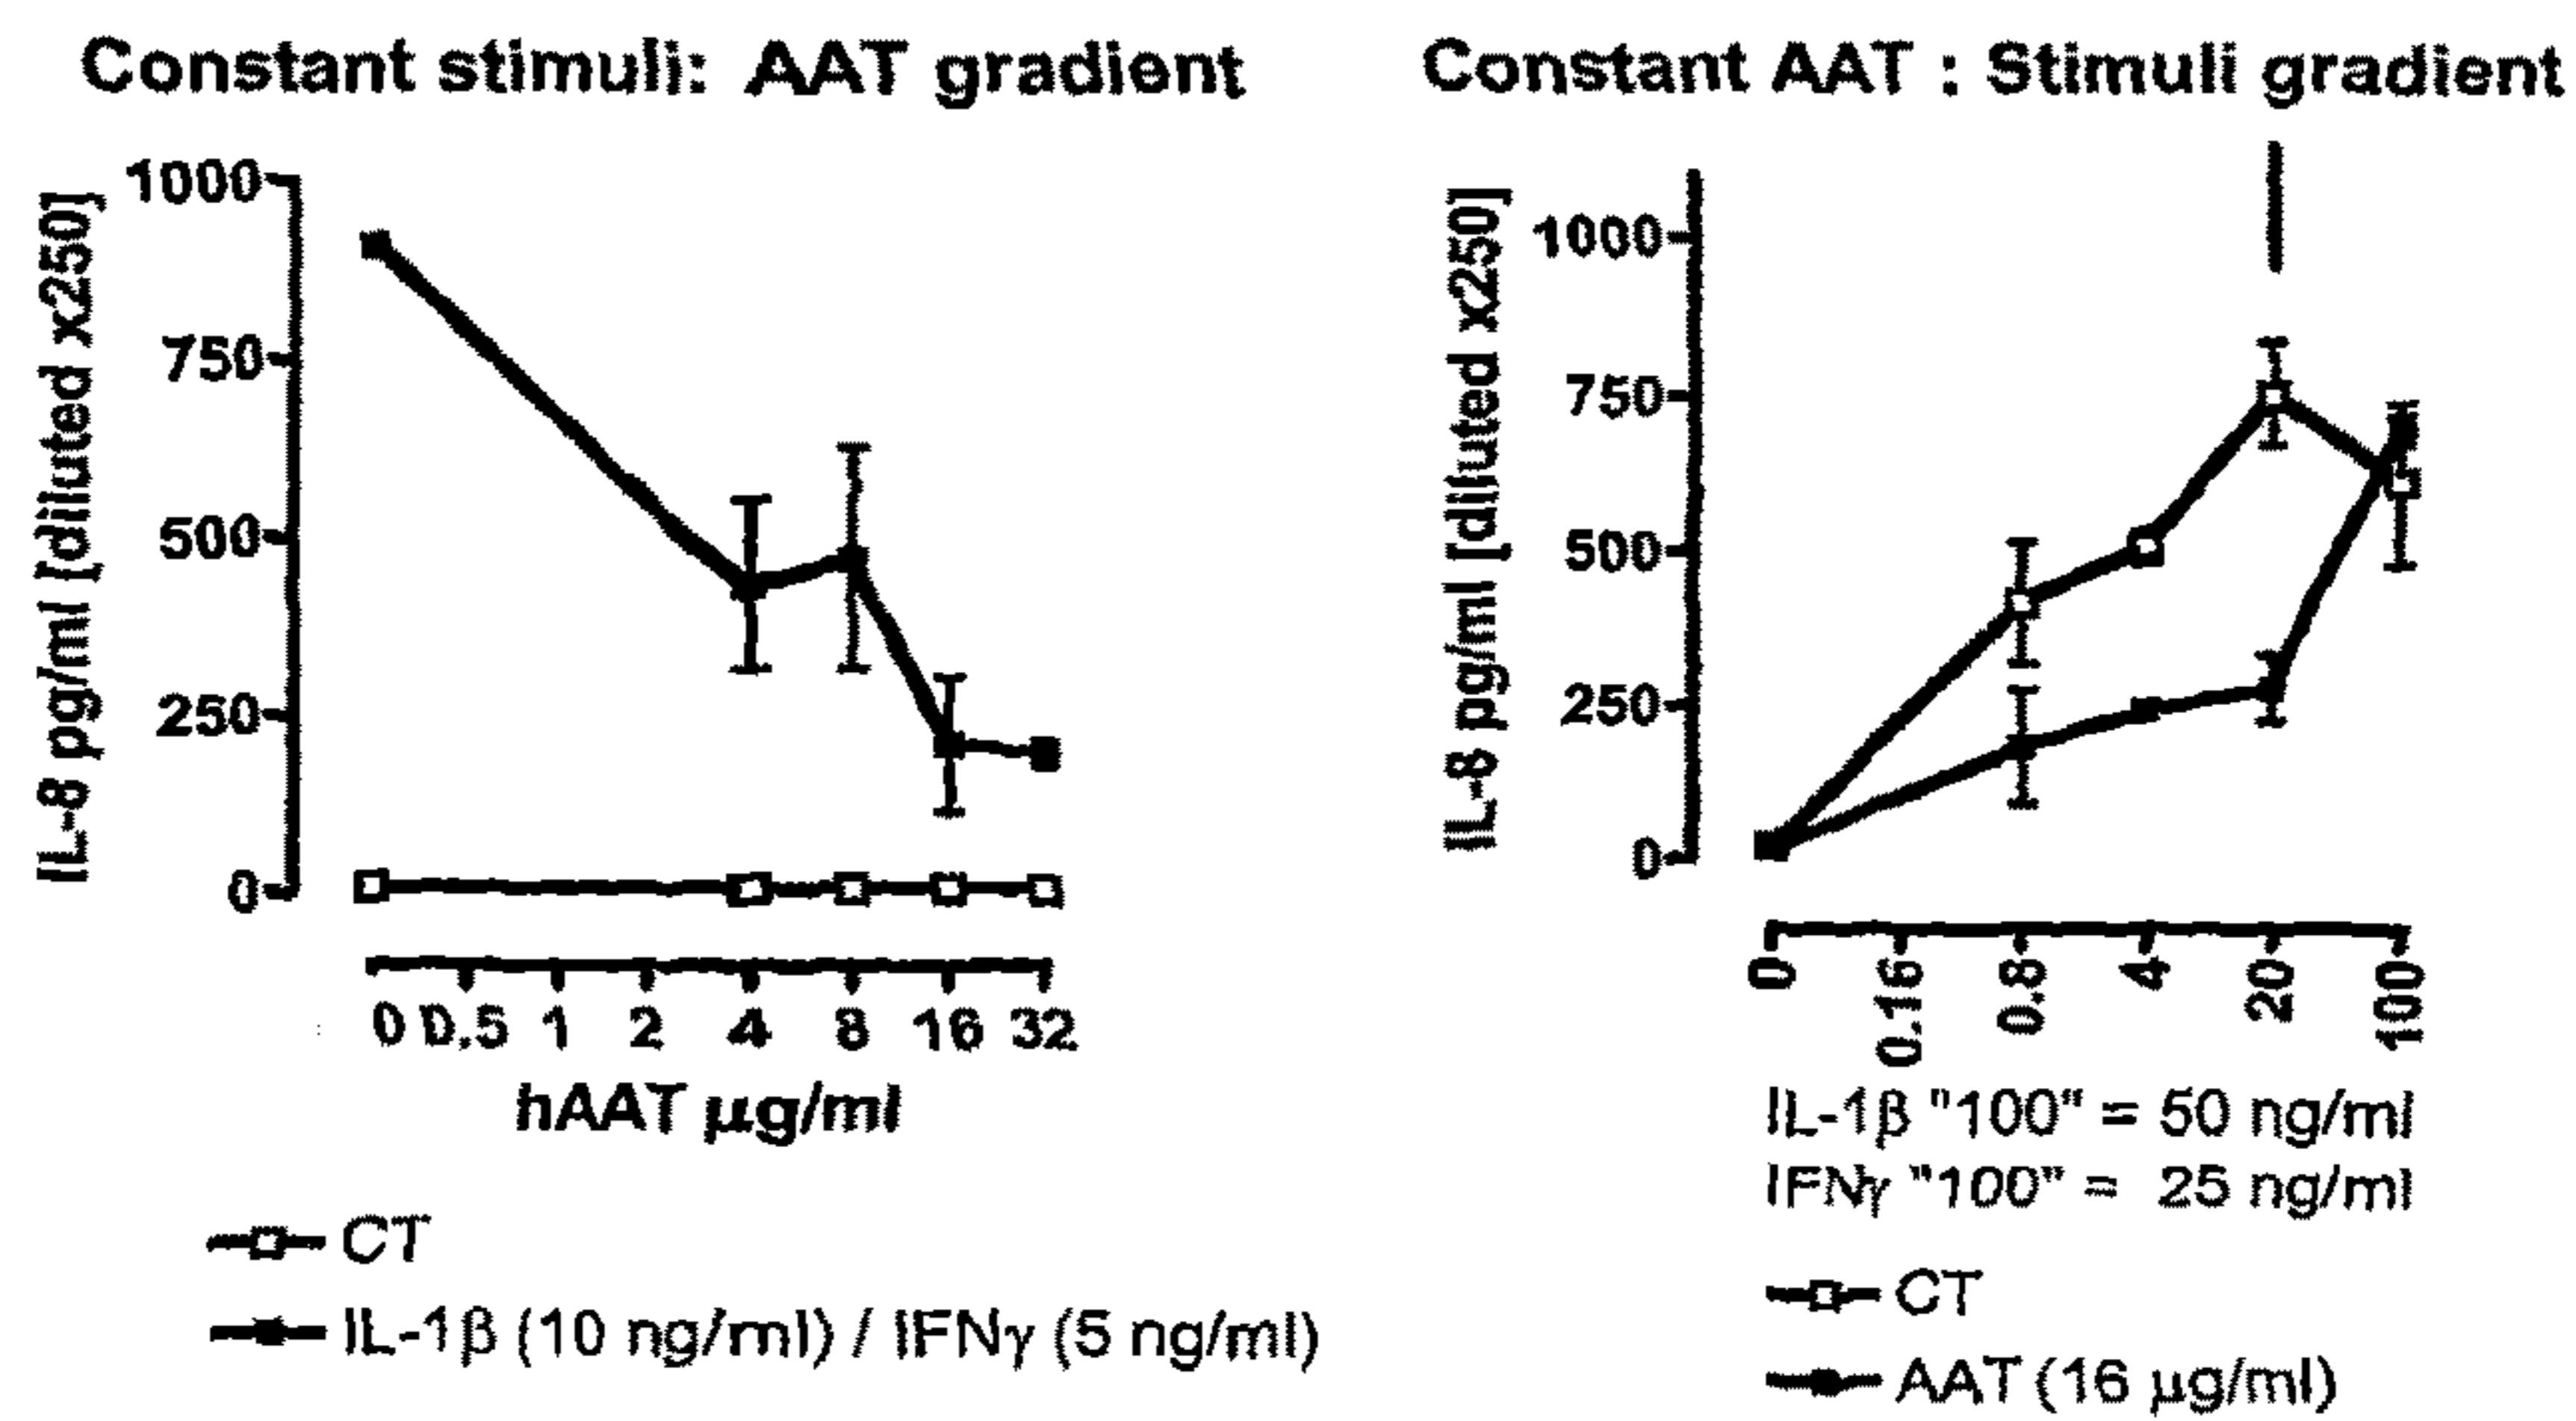 Constant stimuli: AAT gradient
IL-8 pg/ml [diluted x250]
1000
750
500
250
0
0 0.5 1 2 4 8 16 32
hAAT µg/ml
CT
IL-1β (10 ng/ml) / IFNγ (5 ng/ml)
Constant AAT : Stimuli gradient
IL-8 pg/ml [diluted x250]
1000
750
500
250
0
0 0.16 0.8 4 20 100
IL-1β "100" = 50 ng/ml
IFNγ "100" = 25 ng/ml
CT
AAT (16 µg/ml)